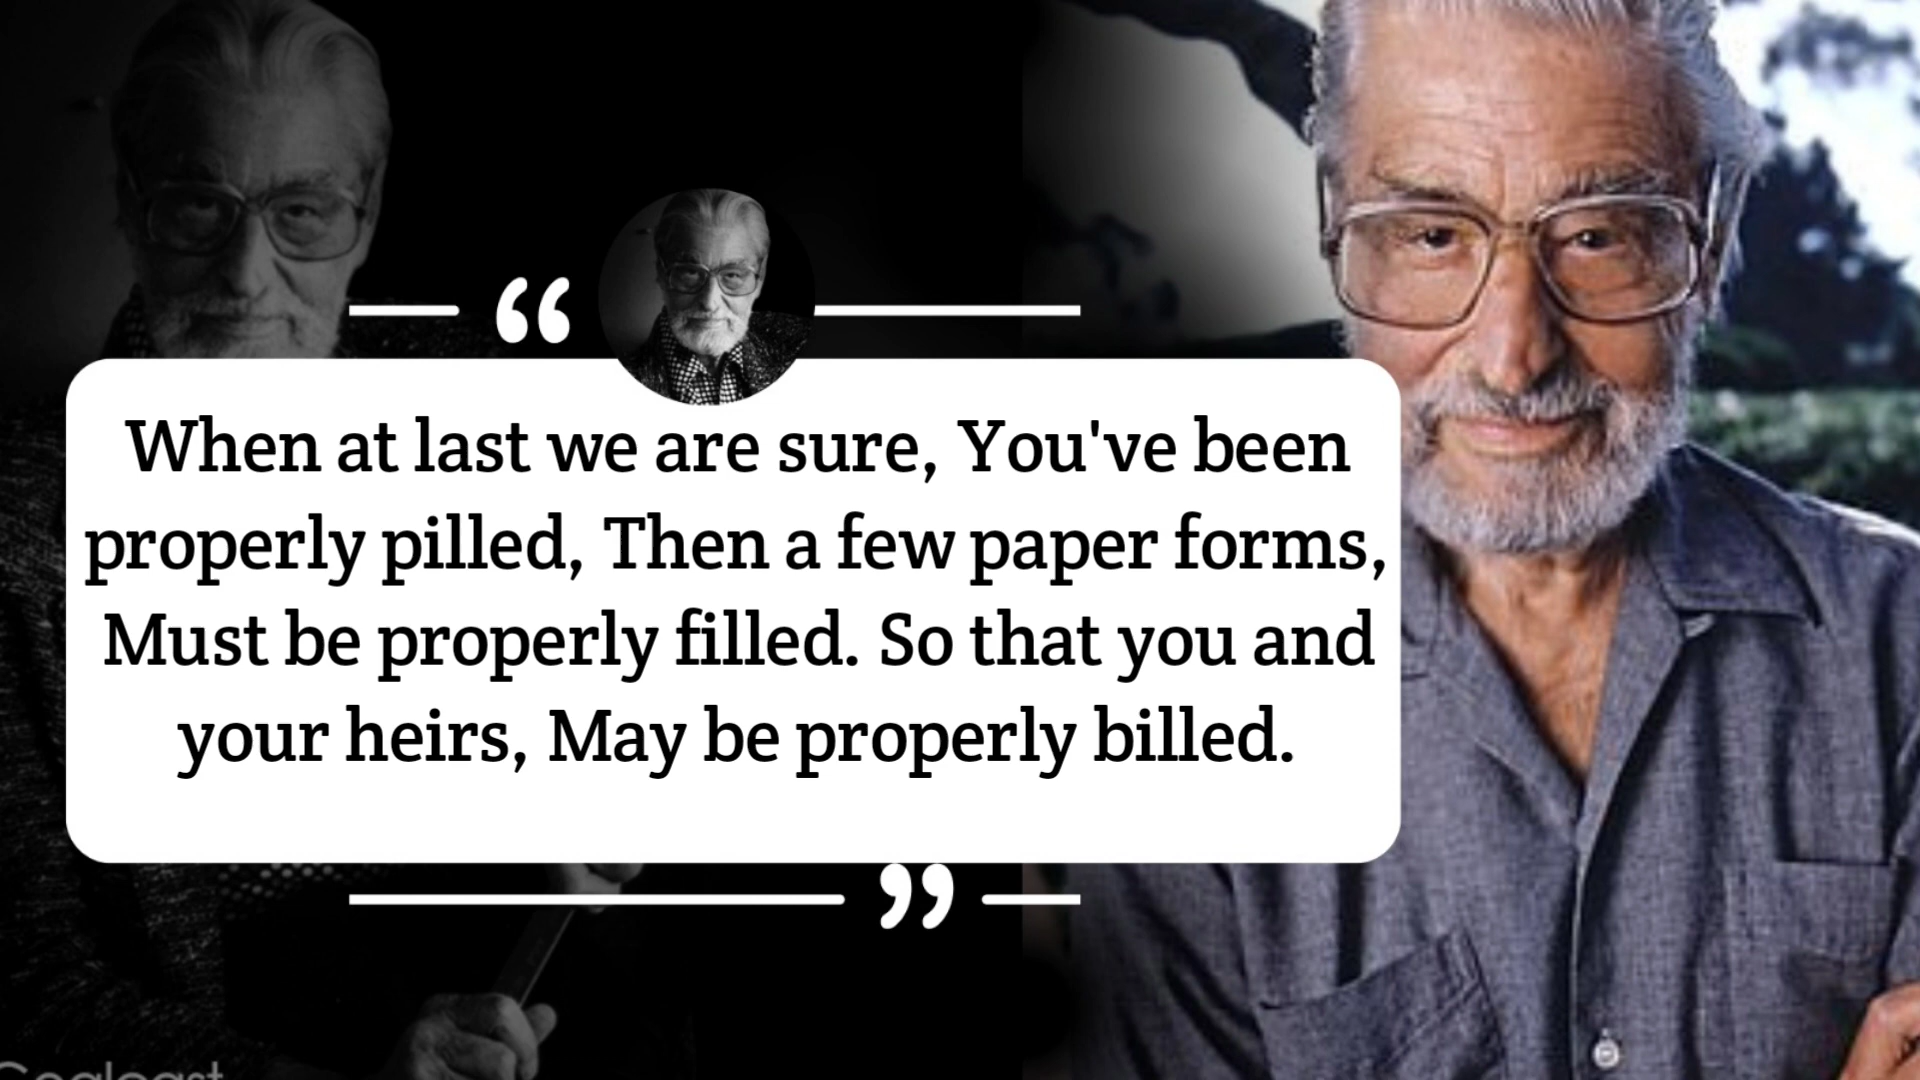 When at last we are sure, You've been
properly pilled, Then a few paper forms,
Must be properly filled. So that you and
your heirs, May be properly billed.